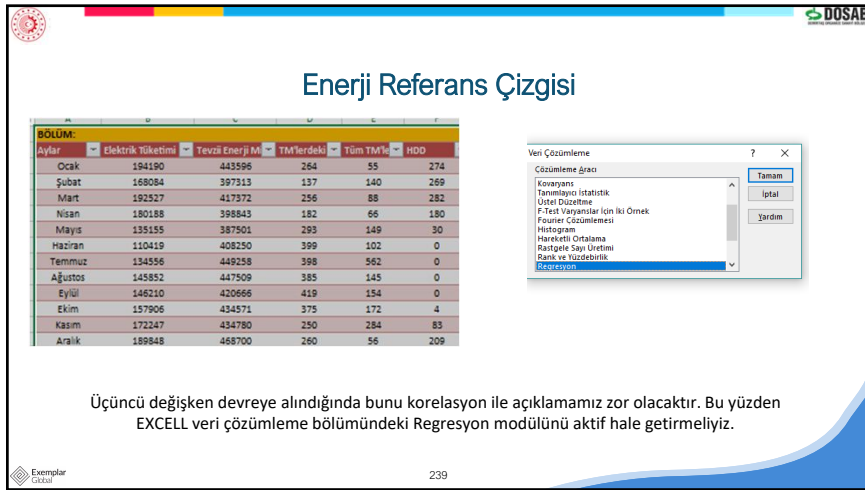 DOSAB
Enerji Referans Çizgisi
A B C D E F
BÖLÜM:
Aylar Elektrik Tüketimi Tevzii Enerji M TM'lerdeki Tüm TM'le HDD
Ocak 194190 443596 264 55 274
Şubat 168084 397313 137 140 269
Mart 192527 417372 256 88 282
Nisan 180188 398843 182 66 180
Mayıs 135155 387501 293 149 30
Haziran 110419 408250 399 102 0
Temmuz 134556 449258 398 562 0
Ağustos 145852 447509 385 145 0
Eylül 146210 420666 419 154 0
Ekim 157906 434571 375 172 4
Kasım 172247 434780 250 284 83
Aralık 189848 468700 260 56 209
Veri Çözümleme ? ×
Çözümleme Aracı
Kovaryans
Tanımlayıcı İstatistik
Üstel Düzeltme
F-Test Varyanslar İçin İki Örnek
Fourier Çözümlemesi
Histogram
Hareketli Ortalama
Rastgele Sayı Üretimi
Rank ve Yüzdebirlik
Regresyon
Tamam
İptal
Yardım
Üçüncü değişken devreye alındığında bunu korelasyon ile açıklamamız zor olacaktır. Bu yüzden
EXCELL veri çözümleme bölümündeki Regresyon modülünü aktif hale getirmeliyiz.
Exemplar
Global
239